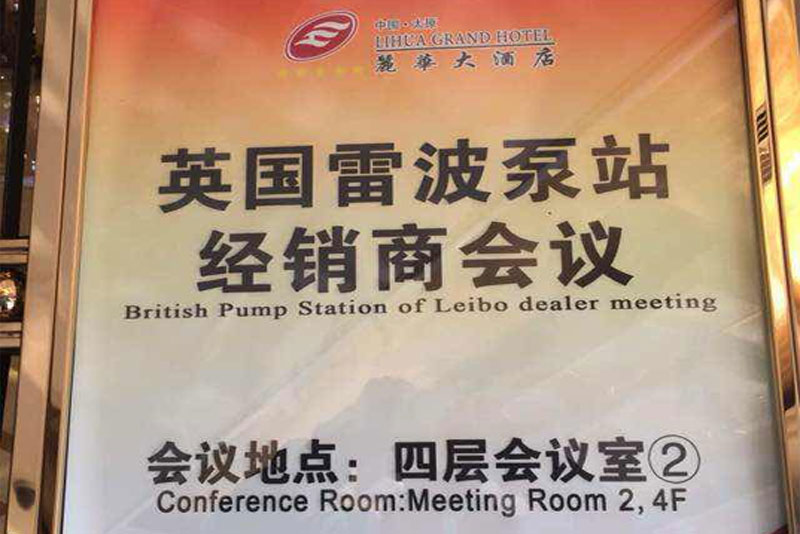 中国·太原
LIHUA GRAND HOTEL
麗華大酒店
英国雷波泵站
经销商会议
British Pump Station of Leibo dealer meeting
会议地点：四层会议室②
Conference Room:Meeting Room 2, 4F